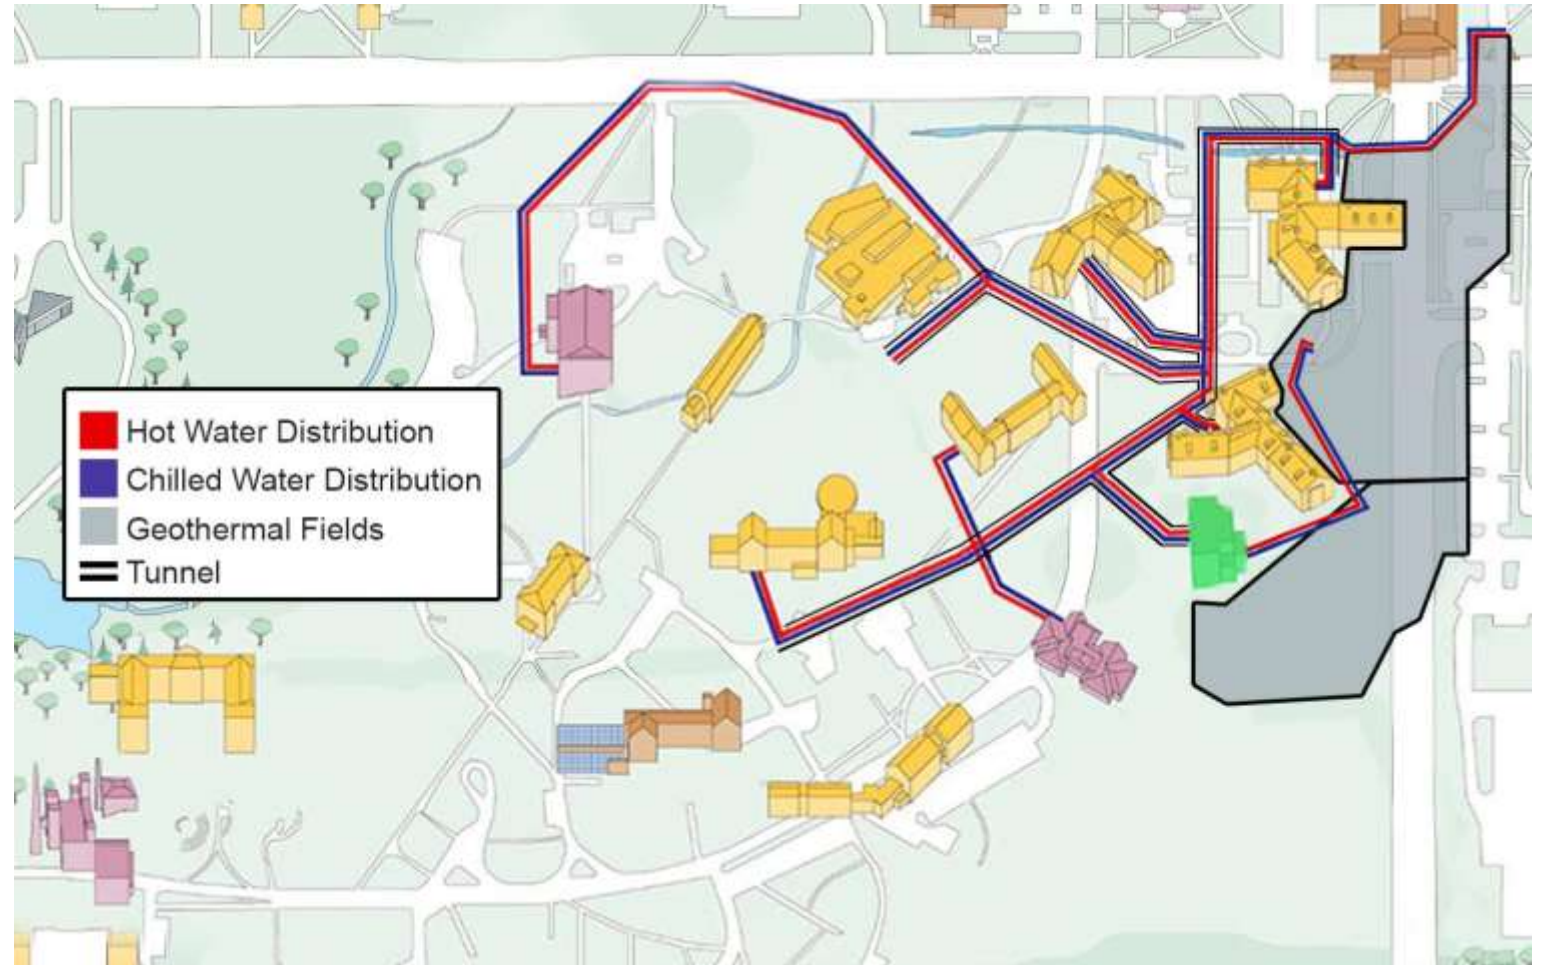 Hot Water Distribution
Chilled Water Distribution
Geothermal Fields
Tunnel